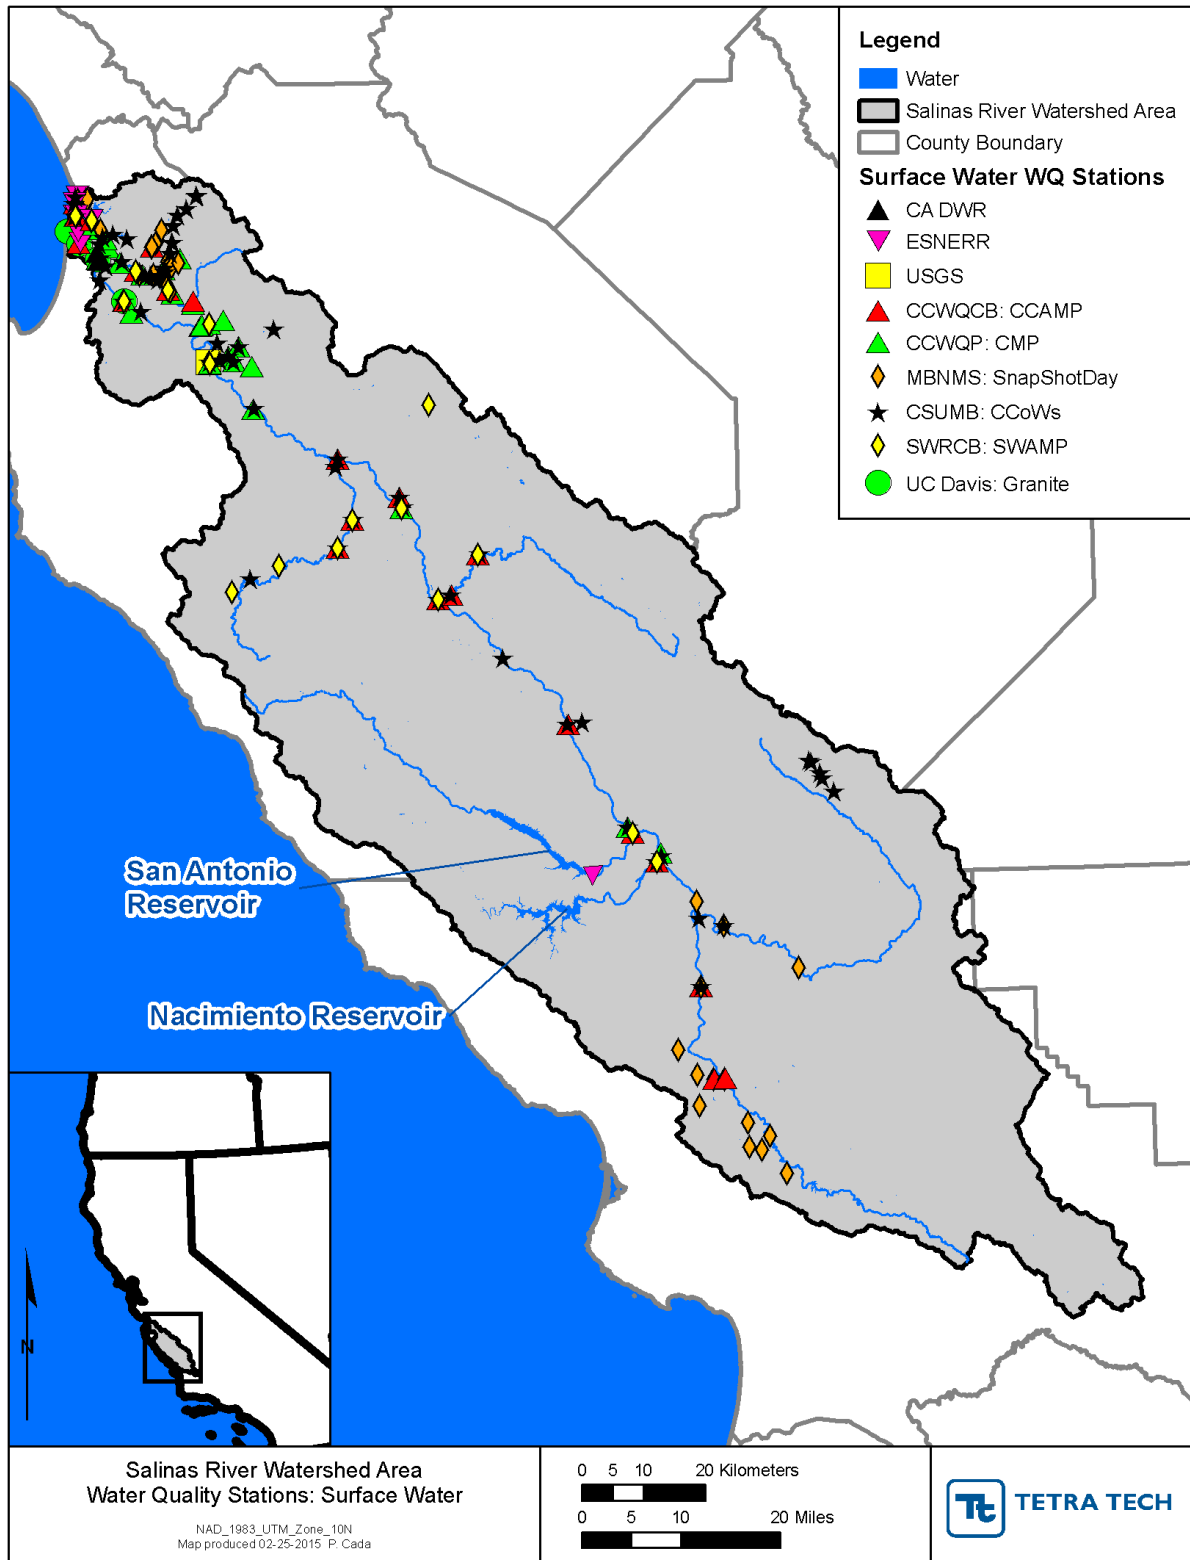 Legend
Water
Salinas River Watershed Area
County Boundary
Surface Water WQ Stations
CA DWR
ESNERR
USGS
CCWQCB: CCAMP
CCWQP: CMP
MBNMS: SnapShotDay
CSUMB: CCoWs
SWRCB: SWAMP
UC Davis: Granite
San Antonio
Reservoir
Nacimiento Reservoir
N
Salinas River Watershed Area
Water Quality Stations: Surface Water
NAD_1983_UTM_Zone_10N
Map produced 02-25-2015 P. Cada
0 5 10 20 Kilometers
0 5 10 20 Miles
Tt TETRA TECH